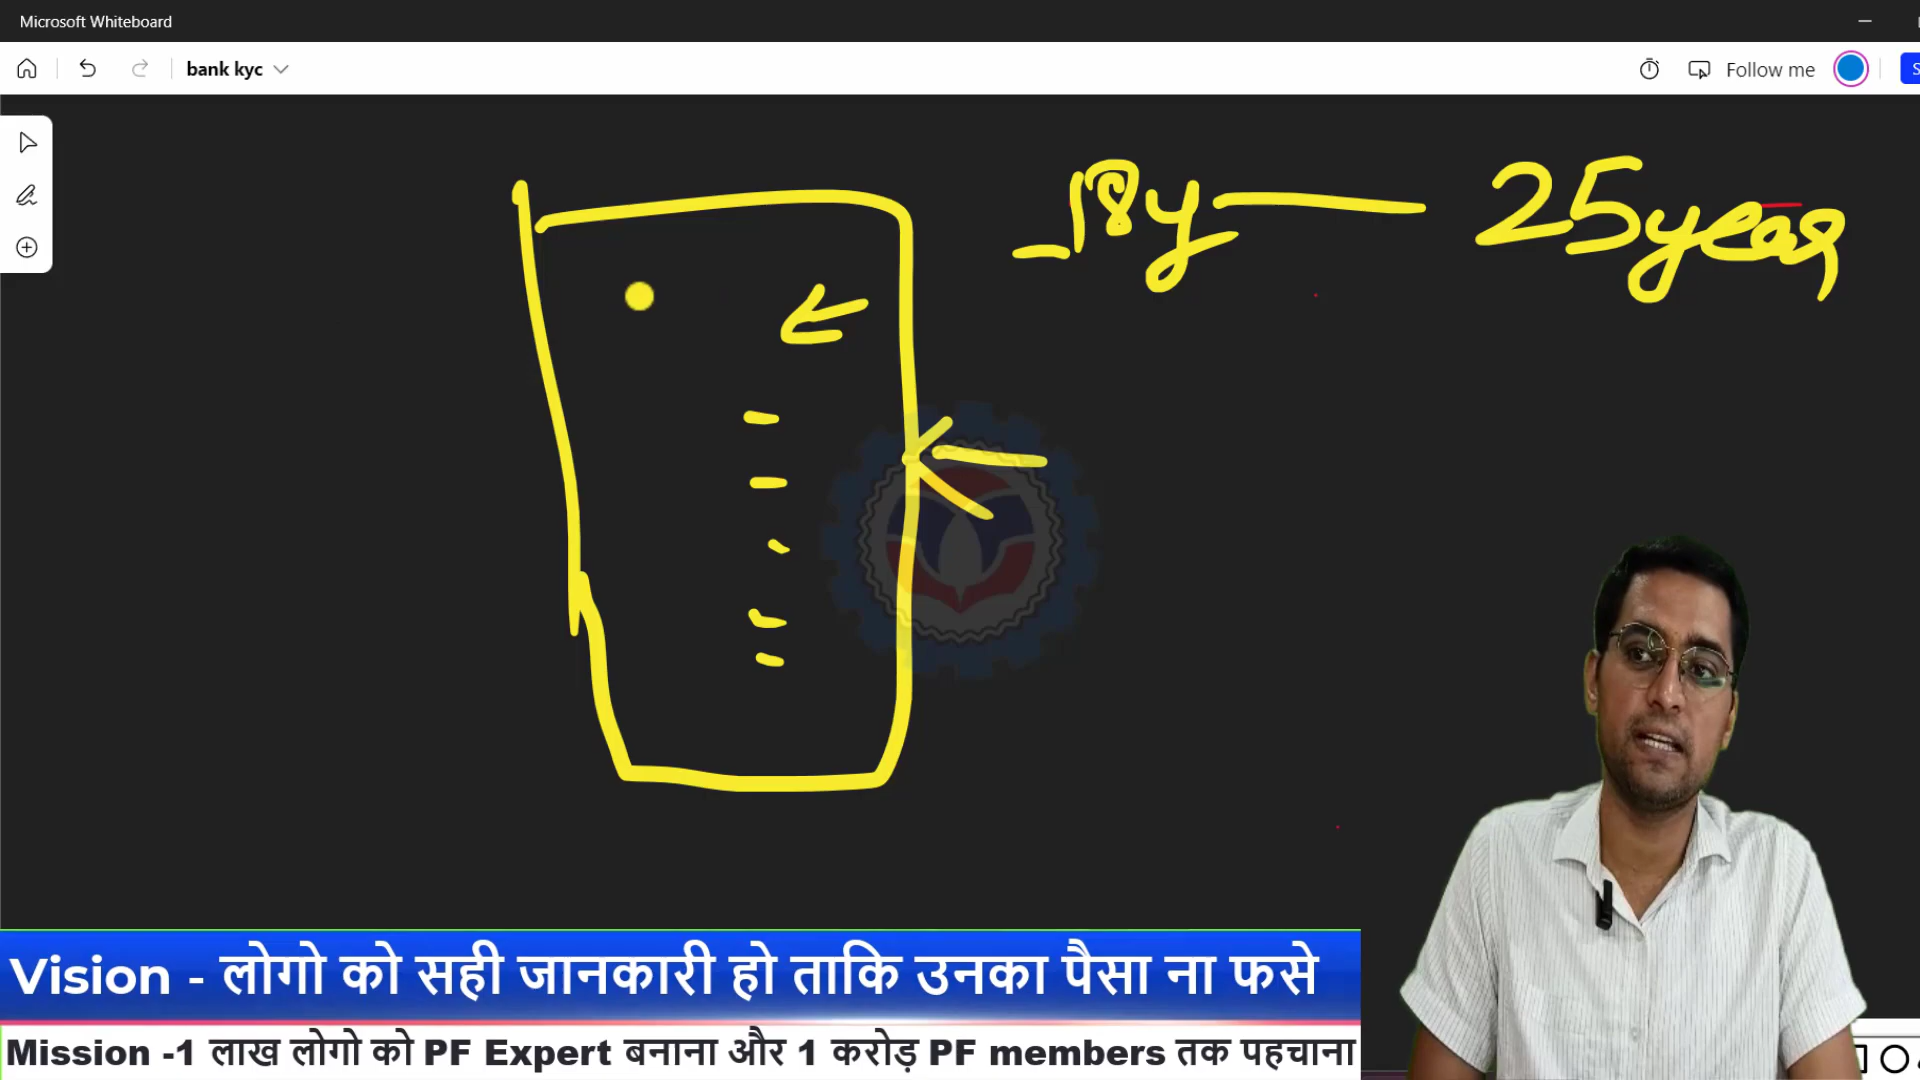 Microsoft Whiteboard
bank kyc
Follow me
18y — 25year
Vision - लोगो को सही जानकारी हो ताकि उनका पैसा ना फसे
Mission -1 लाख लोगो को PF Expert बनाना और 1 करोड़ PF members तक पहचाना